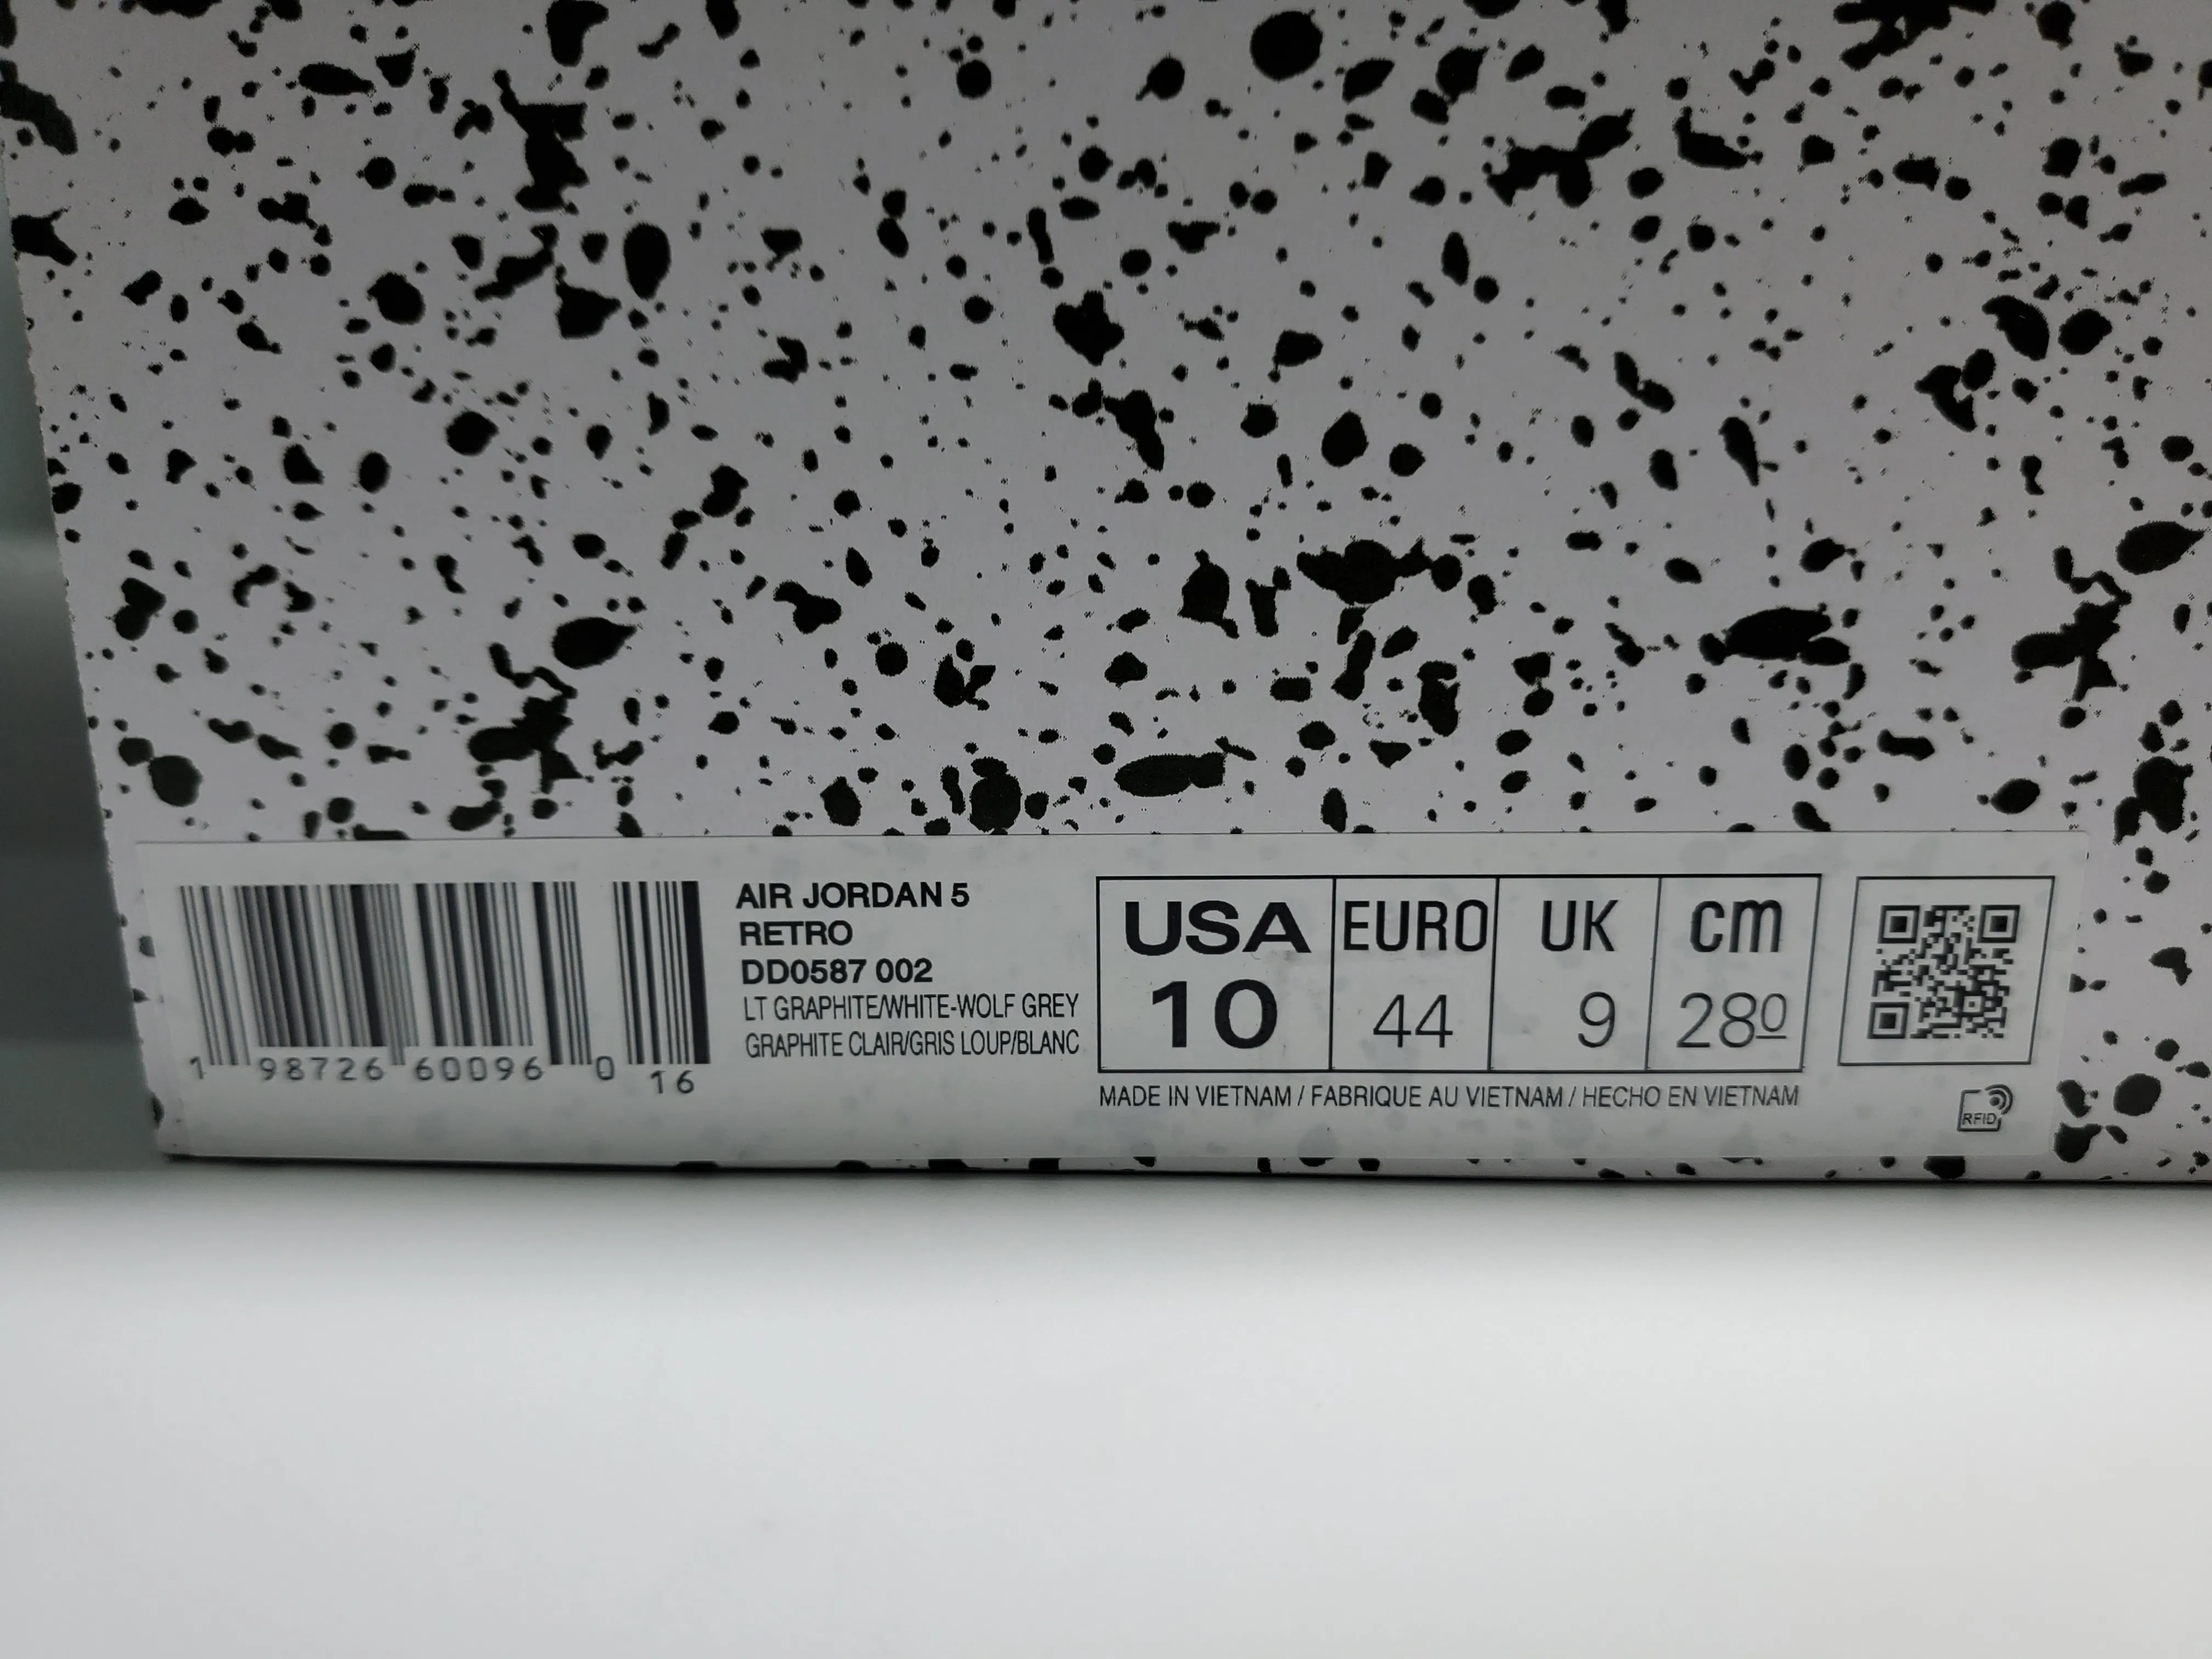 AIR JORDAN 5
RETRO
DD0587 002
LT GRAPHITE/WHITE-WOLF GREY
GRAPHITE CLAIR/GRIS LOUP/BLANC
1 98726 60096 0 16
USA EURO UK cm
10 44 9 280
MADE IN VIETNAM / FABRIQUE AU VIETNAM / HECHO EN VIETNAM
RFID